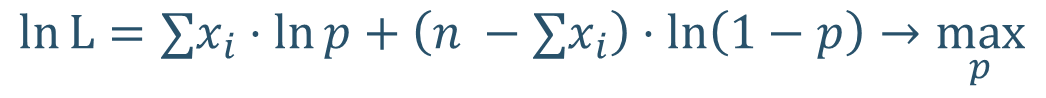 ln L = ∑xᵢ · ln p + (n − ∑xᵢ) · ln(1 − p) → max
p